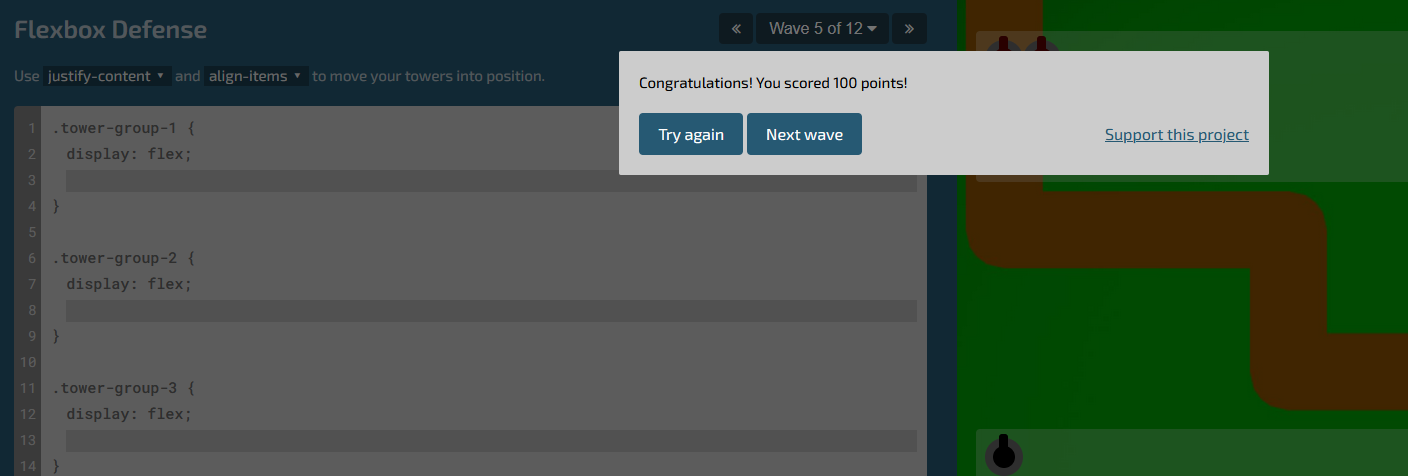 Flexbox Defense
« Wave 5 of 12 »
Use justify-content and align-items to move your towers into position.
Congratulations! You scored 100 points!
Try again Next wave Support this project
1 .tower-group-1 {
2 display: flex;
3
4 }
5
6 .tower-group-2 {
7 display: flex;
8
9 }
10
11 .tower-group-3 {
12 display: flex;
13
14 }